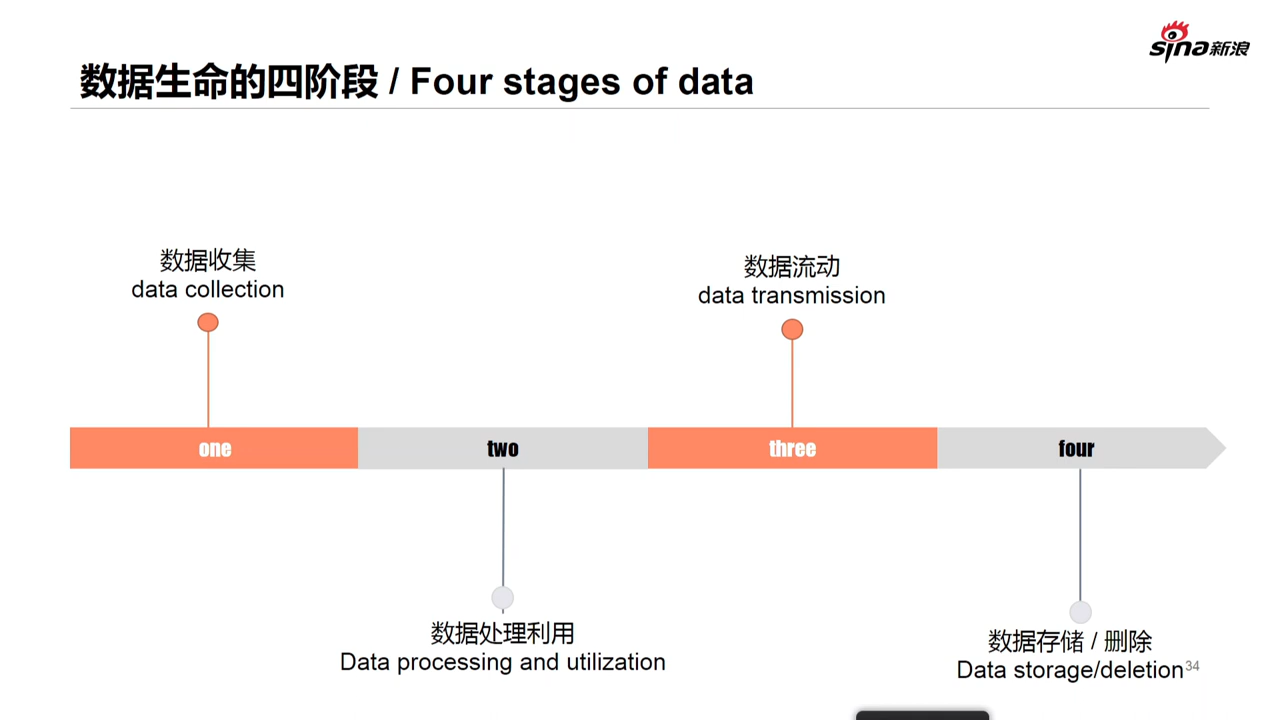 sina新浪
数据生命的四阶段 / Four stages of data
数据收集
data collection
数据流动
data transmission
one
two
three
four
数据处理利用
Data processing and utilization
数据存储 / 删除
Data storage/deletion
34